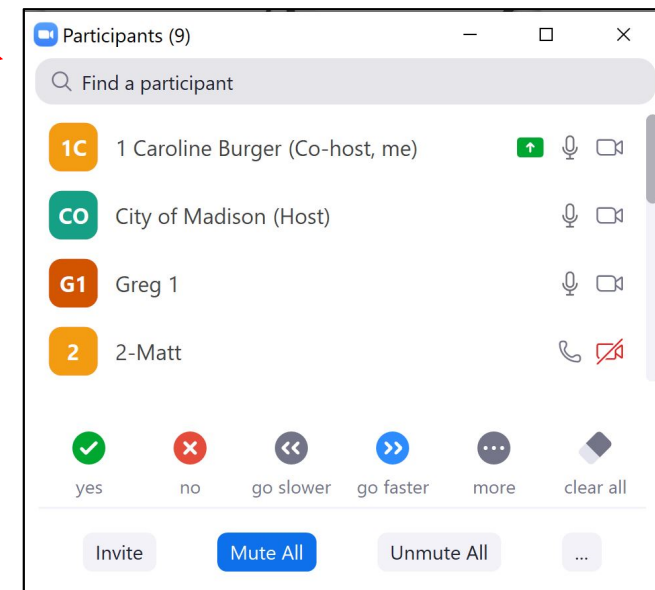 Participants (9)
Find a participant
1C 1 Caroline Burger (Co-host, me)
CO City of Madison (Host)
G1 Greg 1
2 2-Matt
yes no go slower go faster more clear all
Invite Mute All Unmute All ...